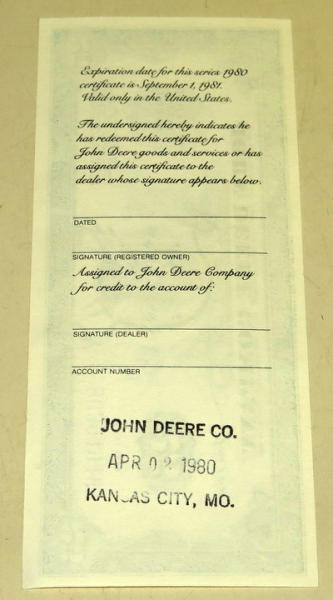 Expiration date for this series 1980
certificate is September 1, 1981.
Valid only in the United States.
The undersigned hereby indicates he
has redeemed this certificate for
John Deere goods and services or has
assigned this certificate to the
dealer whose signature appears below.
DATED
SIGNATURE (REGISTERED OWNER)
Assigned to John Deere Company
for credit to the account of:
SIGNATURE (DEALER)
ACCOUNT NUMBER
JOHN DEERE CO.
APR 02 1980
KANSAS CITY, MO.